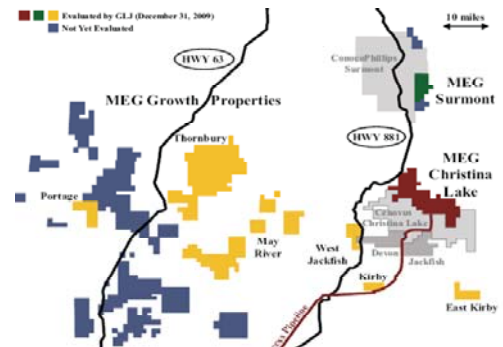 Evaluated by GLJ (December 31, 2009)
Not Yet Evaluated
10 miles
HWY 63
ConocoPhillips
Surmont
MEG
Surmont
MEG Growth Properties
Thornbury
HWY 881
MEG
Christina
Lake
Portage
Cenovus
Christina Lake
May
River
West
Jackfish
Devon
Jackfish
Kirby
East Kirby
Pipeline